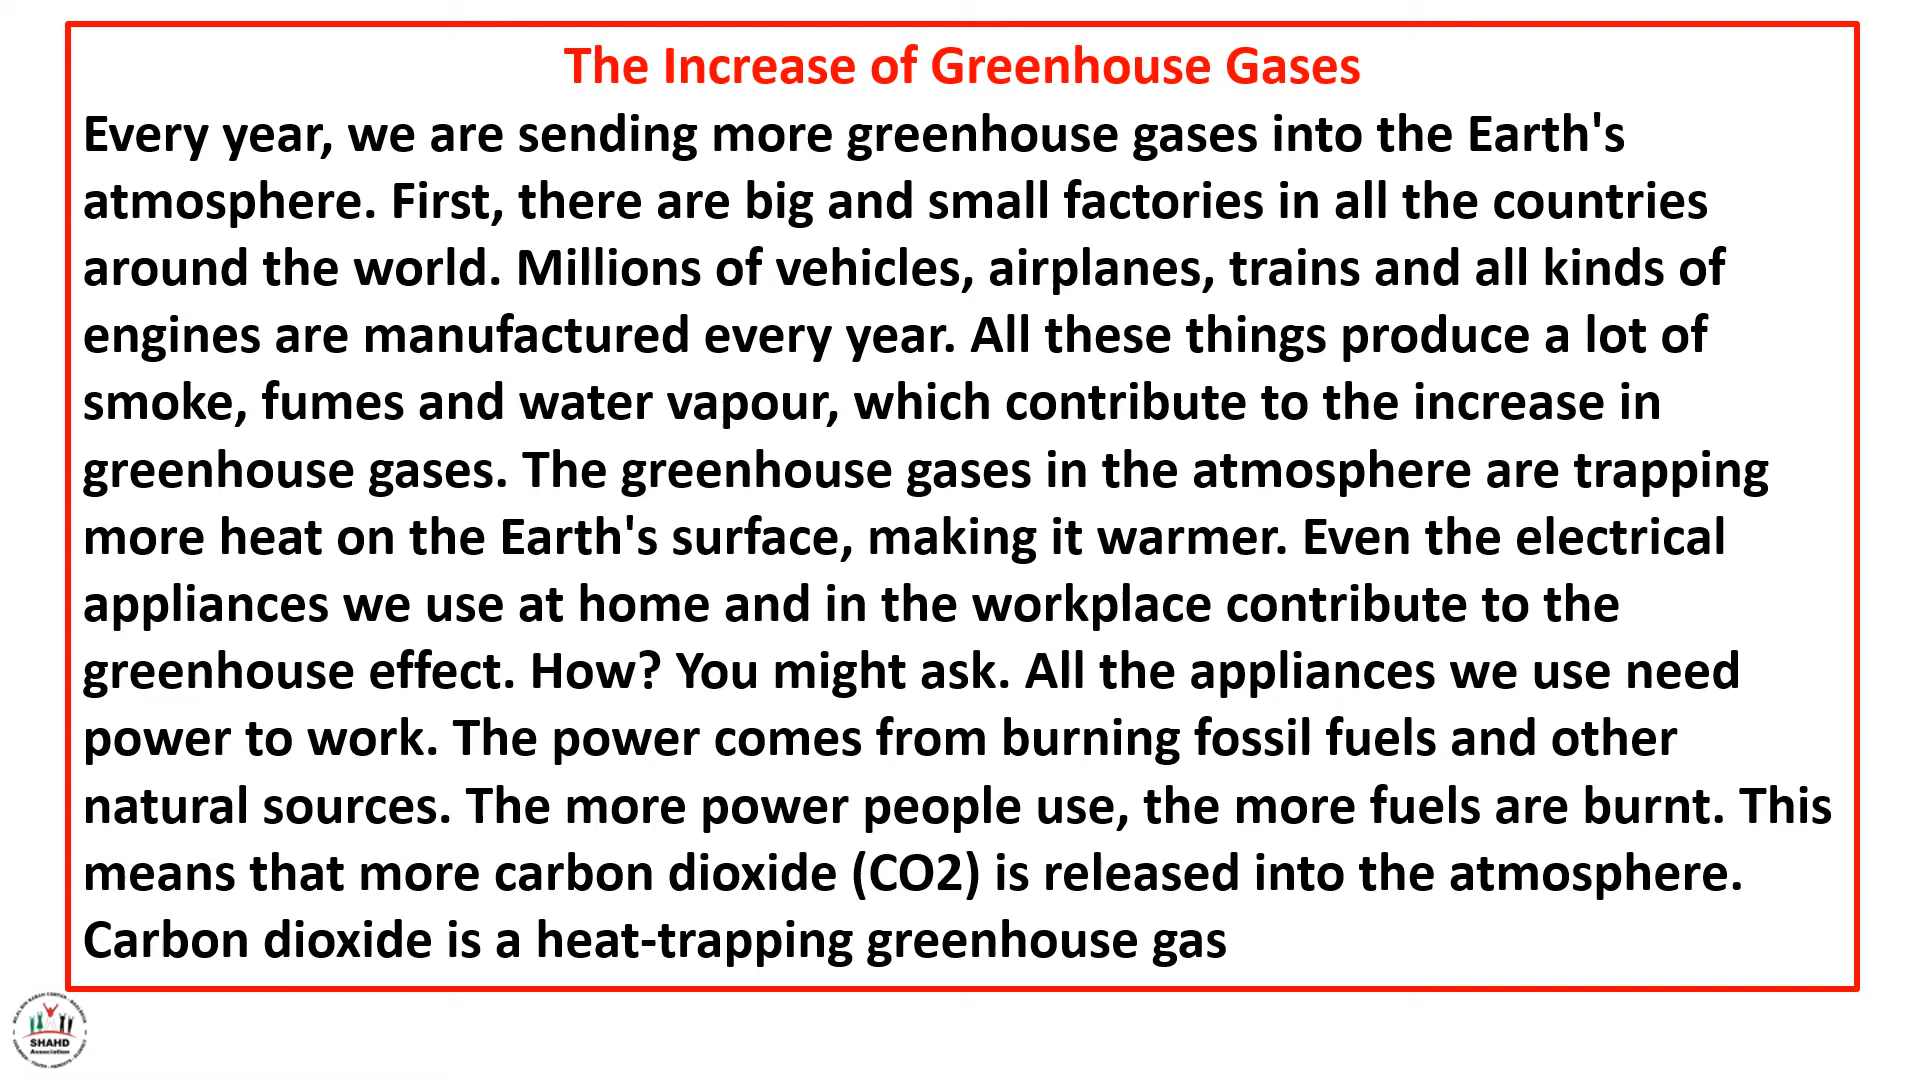 The Increase of Greenhouse Gases
Every year, we are sending more greenhouse gases into the Earth's
atmosphere. First, there are big and small factories in all the countries
around the world. Millions of vehicles, airplanes, trains and all kinds of
engines are manufactured every year. All these things produce a lot of
smoke, fumes and water vapour, which contribute to the increase in
greenhouse gases. The greenhouse gases in the atmosphere are trapping
more heat on the Earth's surface, making it warmer. Even the electrical
appliances we use at home and in the workplace contribute to the
greenhouse effect. How? You might ask. All the appliances we use need
power to work. The power comes from burning fossil fuels and other
natural sources. The more power people use, the more fuels are burnt. This
means that more carbon dioxide (CO2) is released into the atmosphere.
Carbon dioxide is a heat-trapping greenhouse gas
SHAHD
Association